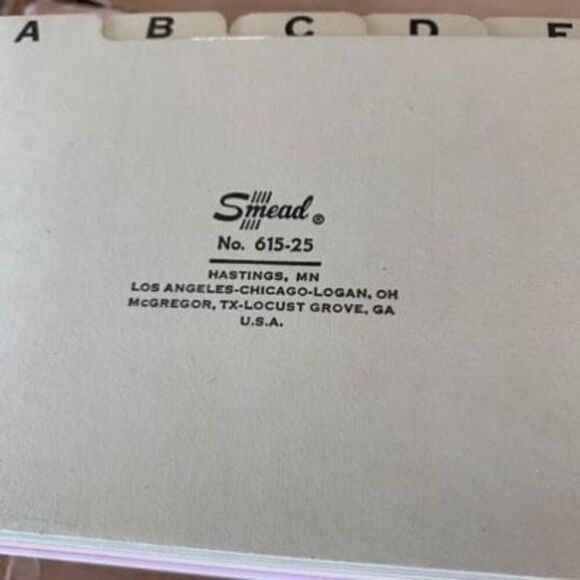 A B C D E
Smead®
No. 615-25
HASTINGS, MN
LOS ANGELES-CHICAGO-LOGAN, OH
McGREGOR, TX-LOCUST GROVE, GA
U.S.A.